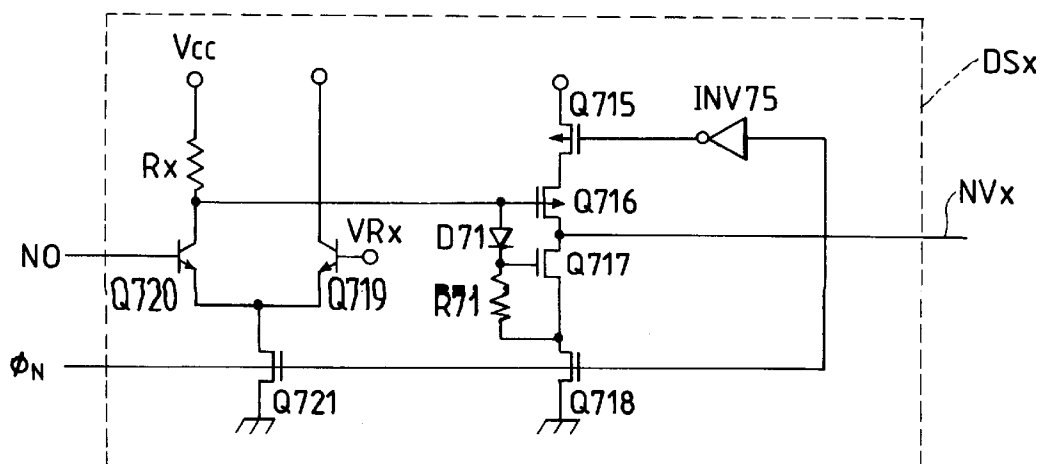 Vcc
DSx
Q715
INV75
Rx
Q716
NVx
VRx
D71
NO
Q717
Q720
Q719
R71
ϕN
Q721
Q718